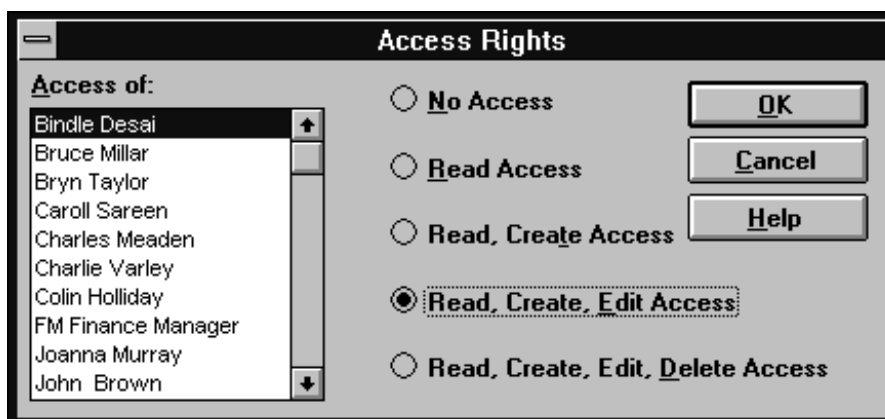 Access Rights
Access of:
Bindle Desai
Bruce Millar
Bryn Taylor
Caroll Sareen
Charles Meaden
Charlie Varley
Colin Holliday
FM Finance Manager
Joanna Murray
John  Brown
No Access
Read Access
Read, Create Access
Read, Create, Edit Access
Read, Create, Edit, Delete Access
OK
Cancel
Help